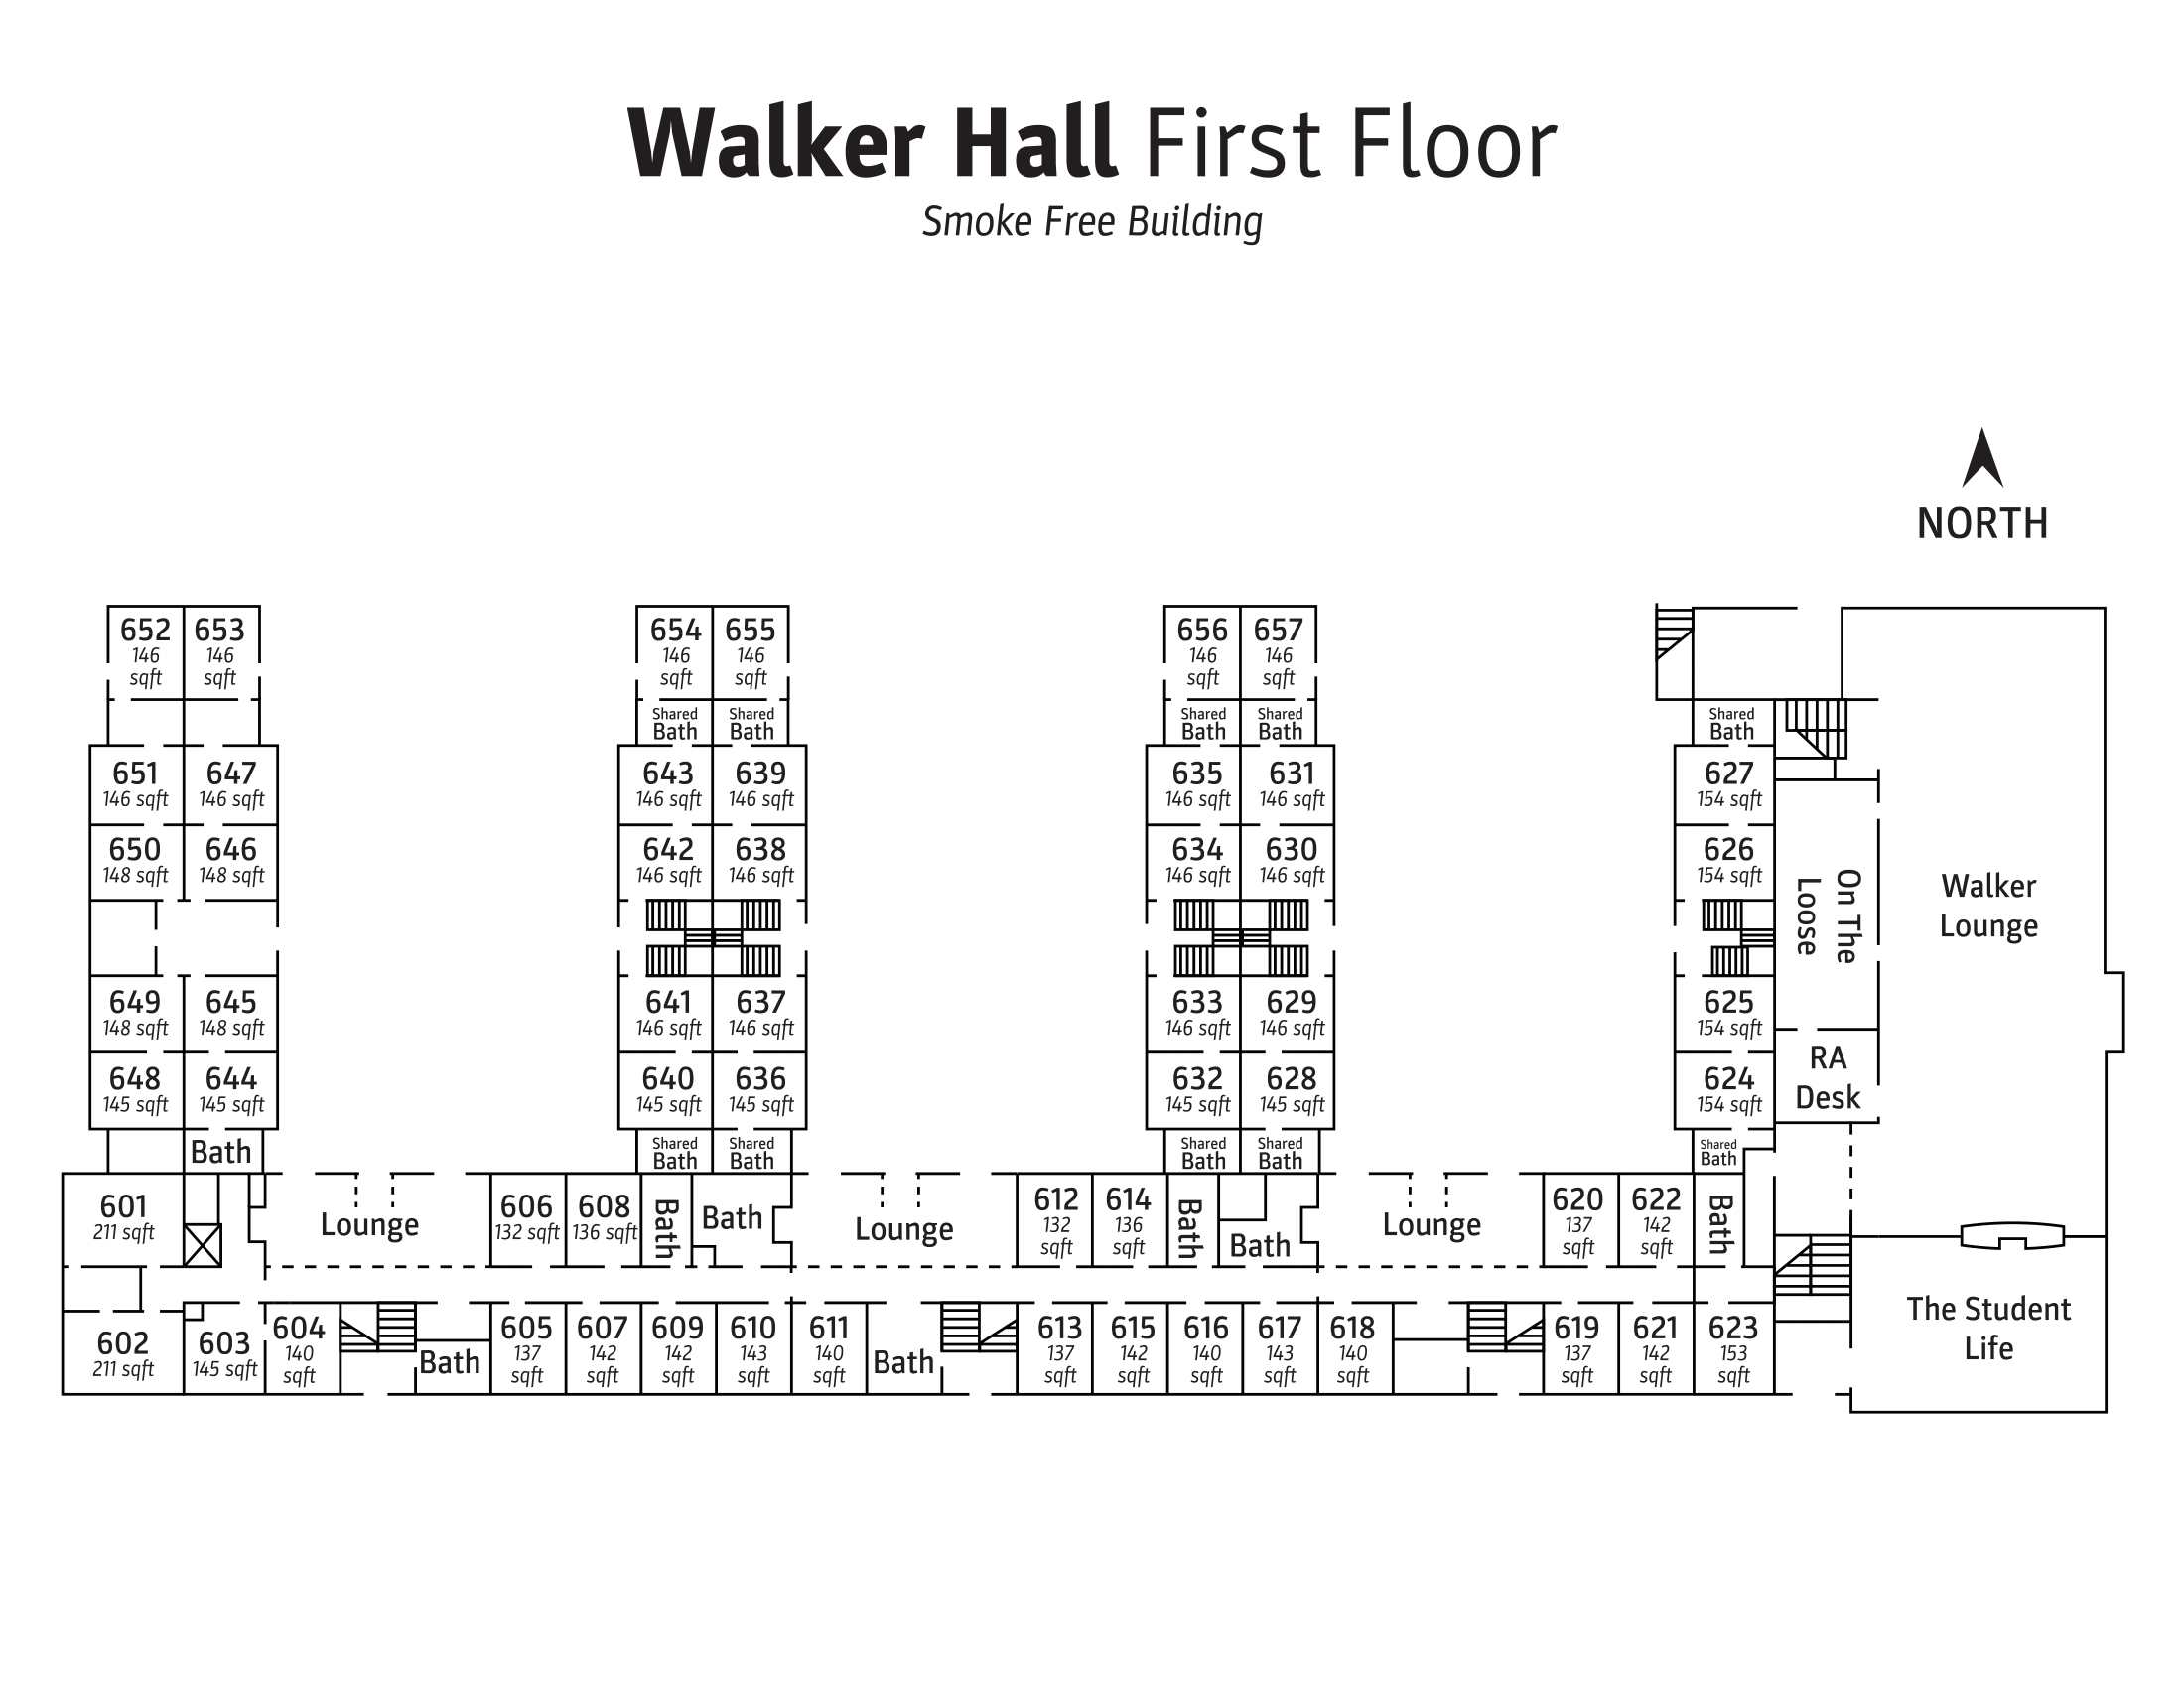 Walker Hall First Floor
Smoke Free Building
NORTH
652
146
sqft
653
146
sqft
654
146
sqft
655
146
sqft
656
146
sqft
657
146
sqft
Shared
Bath
Shared
Bath
Shared
Bath
Shared
Bath
Shared
Bath
651
146 sqft
647
146 sqft
643
146 sqft
639
146 sqft
635
146 sqft
631
146 sqft
627
154 sqft
650
148 sqft
646
148 sqft
642
146 sqft
638
146 sqft
634
146 sqft
630
146 sqft
626
154 sqft
On The
Loose
Walker
Lounge
649
148 sqft
645
148 sqft
641
146 sqft
637
146 sqft
633
146 sqft
629
146 sqft
625
154 sqft
648
145 sqft
644
145 sqft
640
145 sqft
636
145 sqft
632
145 sqft
628
145 sqft
624
154 sqft
RA
Desk
Bath
Shared
Bath
Shared
Bath
Shared
Bath
Shared
Bath
Shared
Bath
601
211 sqft
Lounge
606
132 sqft
608
136 sqft
Bath
Bath
Lounge
612
132
sqft
614
136
sqft
Bath
Bath
Lounge
620
137
sqft
622
142
sqft
Bath
602
211 sqft
603
145 sqft
604
140
sqft
Bath
605
137
sqft
607
142
sqft
609
142
sqft
610
143
sqft
611
140
sqft
Bath
613
137
sqft
615
142
sqft
616
140
sqft
617
143
sqft
618
140
sqft
619
137
sqft
621
142
sqft
623
153
sqft
The Student
Life